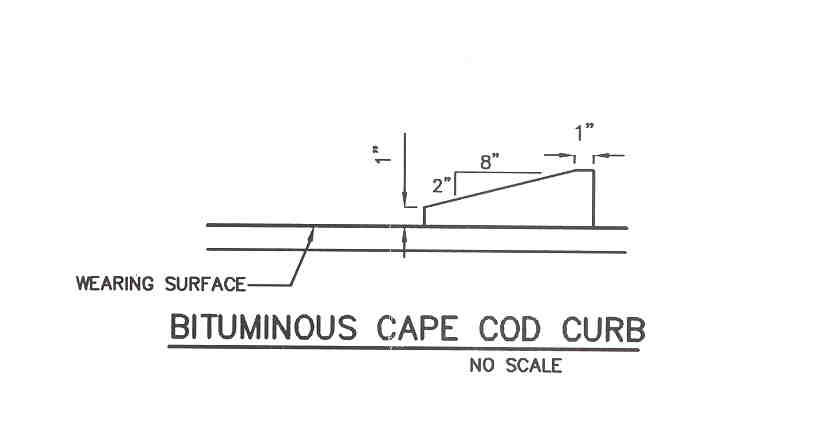 1"
8"
1"
2"
WEARING SURFACE
BITUMINOUS CAPE COD CURB
NO SCALE